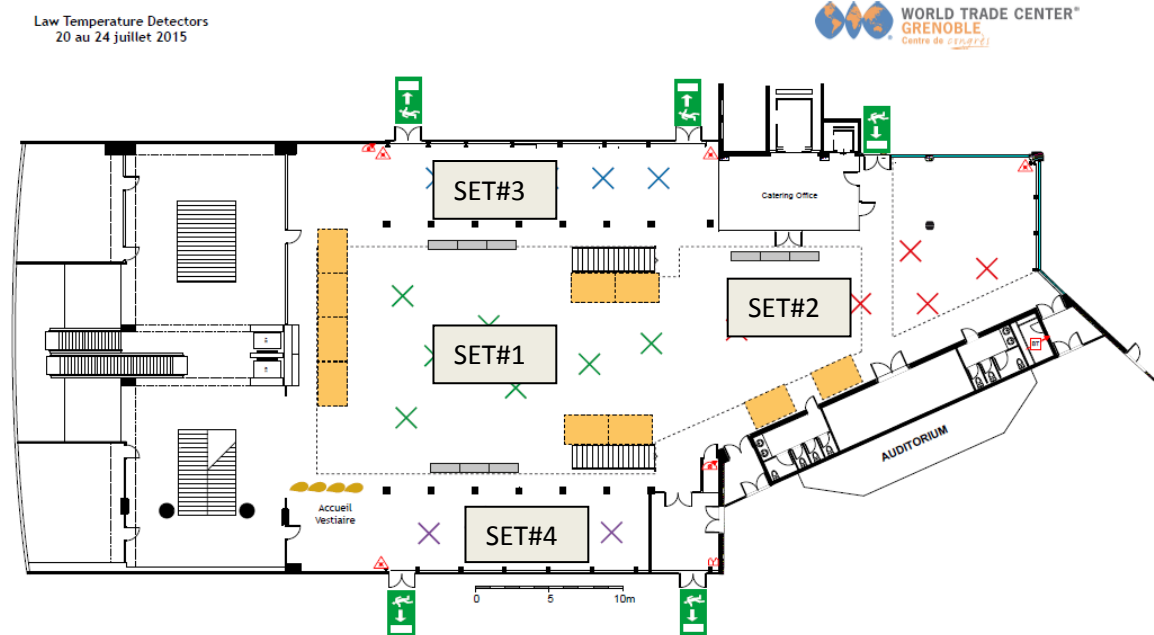 Law Temperature Detectors
20 au 24 juillet 2015
WORLD TRADE CENTER®
GRENOBLE
Centre de congrès
SET#3
Catering Office
SET#2
SET#1
BT
AUDITORIUM
Accueil
Vestiaire
SET#4
0 5 10m